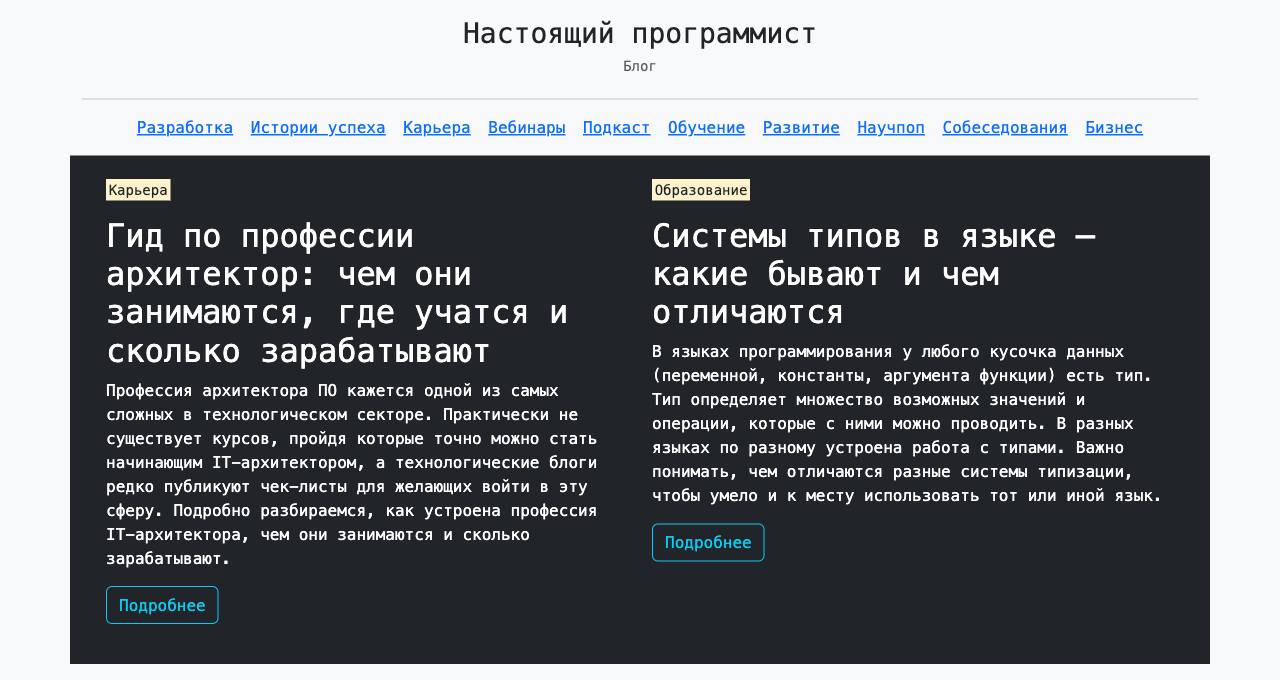 Настоящий программист
Блог
Разработка Истории успеха Карьера Вебинары Подкаст Обучение Развитие Научпоп Собеседования Бизнес
Карьера
Гид по профессии
архитектор: чем они
занимаются, где учатся и
сколько зарабатывают
Профессия архитектора ПО кажется одной из самых
сложных в технологическом секторе. Практически не
существует курсов, пройдя которые точно можно стать
начинающим IT-архитектором, а технологические блоги
редко публикуют чек-листы для желающих войти в эту
сферу. Подробно разбираемся, как устроена профессия
IT-архитектора, чем они занимаются и сколько
зарабатывают.
Подробнее
Образование
Системы типов в языке —
какие бывают и чем
отличаются
В языках программирования у любого кусочка данных
(переменной, константы, аргумента функции) есть тип.
Тип определяет множество возможных значений и
операции, которые с ними можно проводить. В разных
языках по разному устроена работа с типами. Важно
понимать, чем отличаются разные системы типизации,
чтобы умело и к месту использовать тот или иной язык.
Подробнее